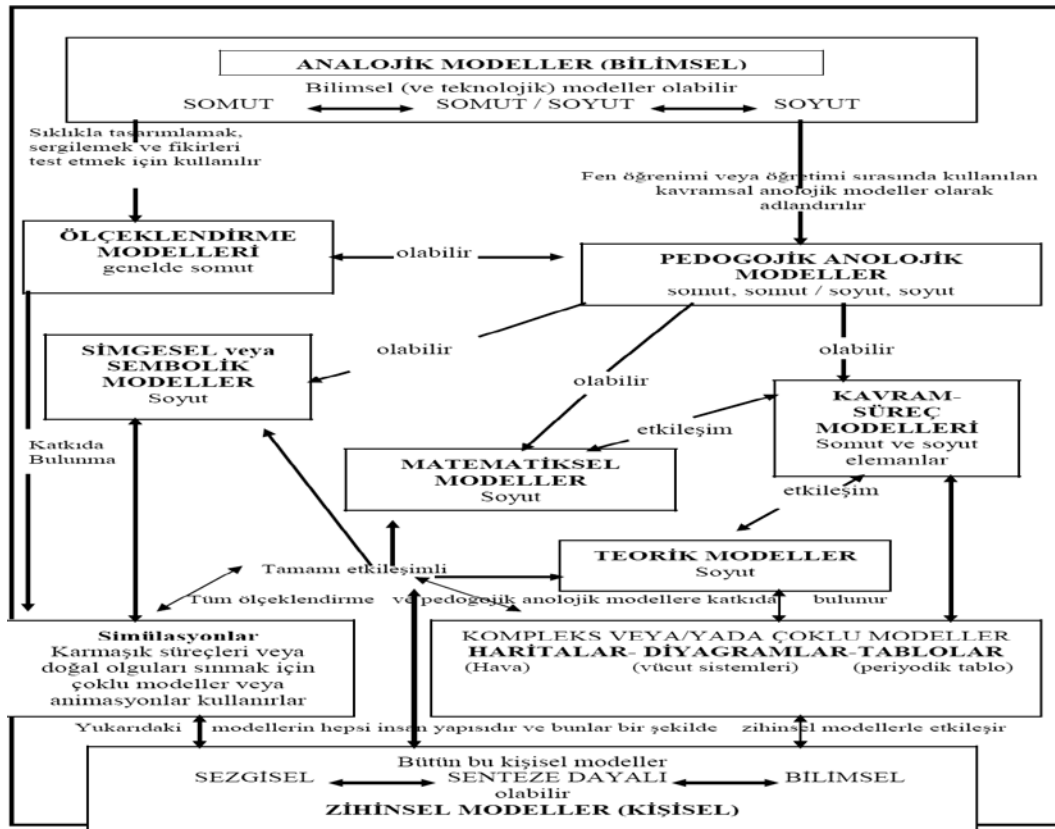 ANALOJİK MODELLER (BİLİMSEL)
Bilimsel (ve teknolojik) modeller olabilir
SOMUT SOMUT / SOYUT SOYUT
Sıklıkla tasarımlamak,
sergilemek ve fikirleri
test etmek için kullanılır
Fen öğrenimi veya öğretimi sırasında kullanılan
kavramsal anolojik modeller olarak
adlandırılır
ÖLÇEKLENDİRME
MODELLERİ
genelde somut
olabilir
PEDOGOJİK ANOLOJİK
MODELLER
somut, somut / soyut, soyut
SİMGESEL veya
SEMBOLİK
MODELLER
Soyut
olabilir
olabilir
olabilir
KAVRAM-
SÜREÇ
MODELLERİ
Somut ve soyut
elemanlar
etkileşim
Katkıda
Bulunma
MATEMATİKSEL
MODELLER
Soyut
etkileşim
TEORİK MODELLER
Soyut
Tamamı etkileşimli
Tüm ölçeklendirme ve pedogojik anolojik modellere katkıda bulunur
Simülasyonlar
Karmaşık süreçleri veya
doğal olguları sınmak için
çoklu modeller veya
animasyonlar kullanırlar
KOMPLEKS VEYA/YADA ÇOKLU MODELLER
HARİTALAR- DİYAGRAMLAR-TABLOLAR
(Hava) (vücut sistemleri) (periyodik tablo)
Yukarıdaki modellerin hepsi insan yapısıdır ve bunlar bir şekilde zihinsel modellerle etkileşir
Bütün bu kişisel modeller
SEZGİSEL SENTEZE DAYALI BİLİMSEL
olabilir
ZİHİNSEL MODELLER (KİŞİSEL)